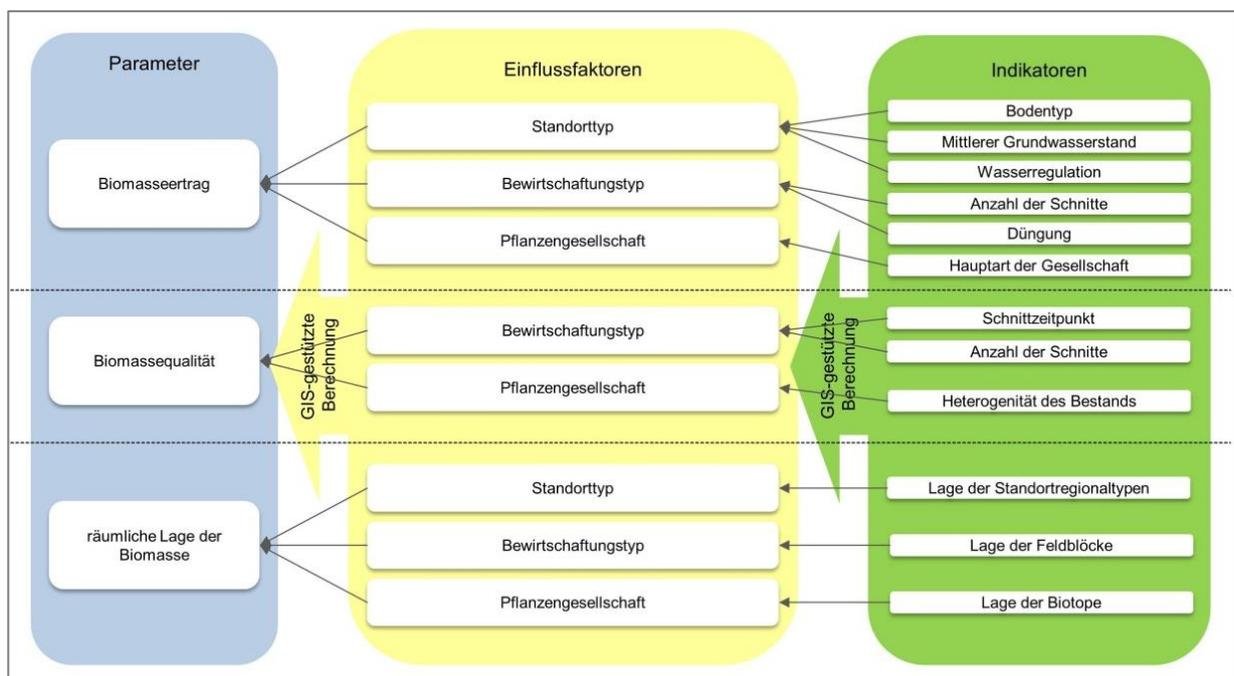 Parameter
Einflussfaktoren
Indikatoren
Biomasseertrag
Standorttyp
Bewirtschaftungstyp
Pflanzengesellschaft
Bodentyp
Mittlerer Grundwasserstand
Wasserregulation
Anzahl der Schnitte
Düngung
Hauptart der Gesellschaft
Biomassequalität
GIS-gestützte
Berechnung
Bewirtschaftungstyp
Pflanzengesellschaft
GIS-gestützte
Berechnung
Schnittzeitpunkt
Anzahl der Schnitte
Heterogenität des Bestands
räumliche Lage der
Biomasse
Standorttyp
Bewirtschaftungstyp
Pflanzengesellschaft
Lage der Standortregionaltypen
Lage der Feldblöcke
Lage der Biotope